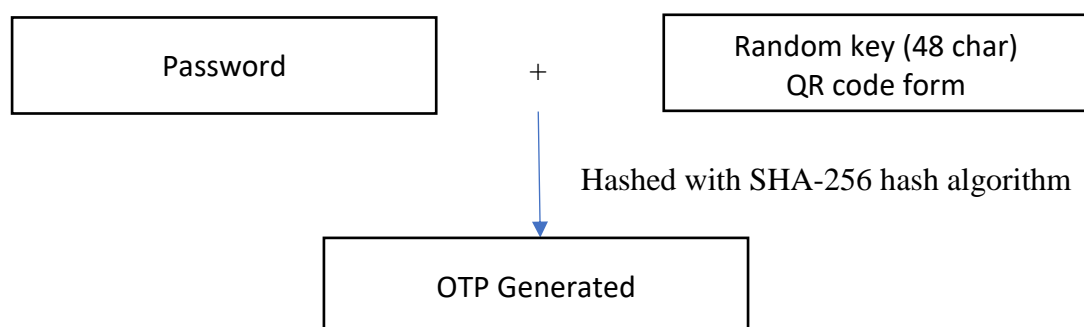 Password
+
Random key (48 char)
QR code form
Hashed with SHA-256 hash algorithm
OTP Generated